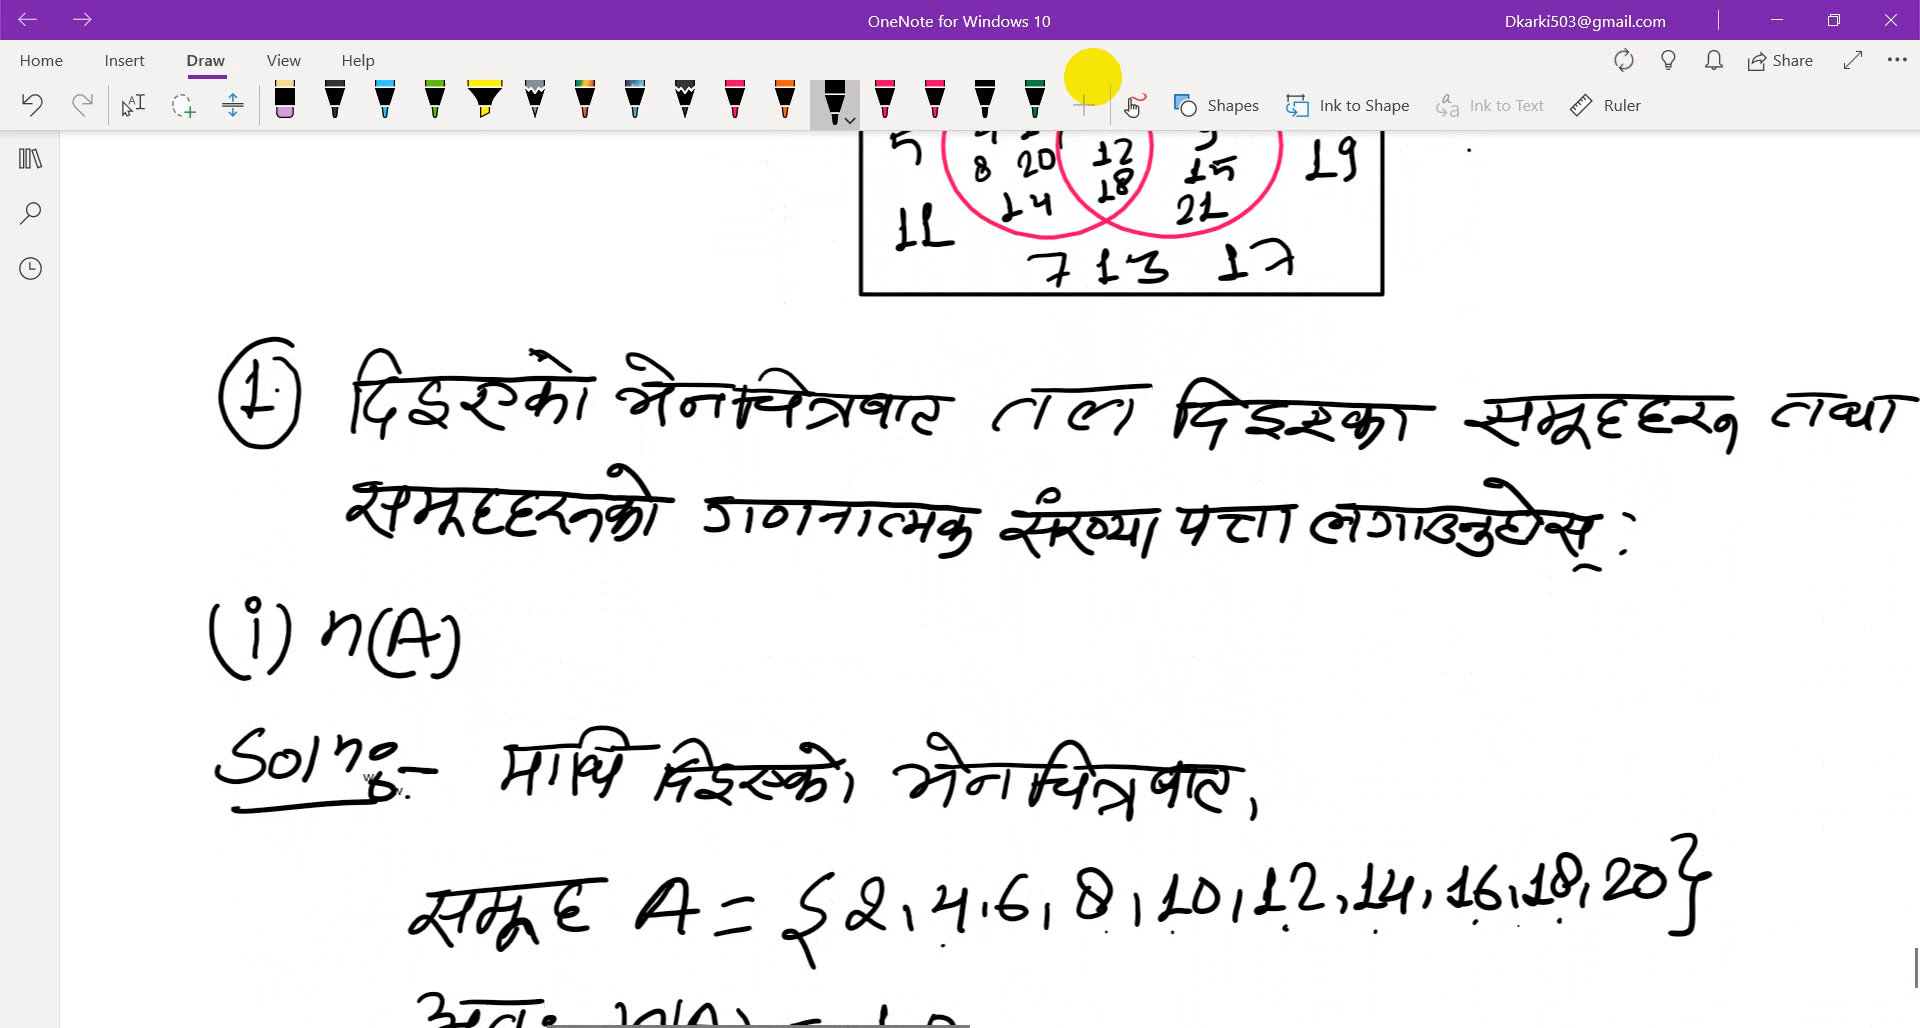 OneNote for Windows 10
Dkarki503@gmail.com
Home Insert Draw View Help
Share
Shapes Ink to Shape Ink to Text Ruler
5 8 20 12 15 19
14 18 21
11
7 13 17
1. दिइएको भेनचित्रबाट तल दिइएका समूहहरू तथा
समूहहरूको गणनात्मक संख्या पत्ता लगाउनुहोस् :
(i) n(A)
Solno:- माथि दिइएको भेनचित्रबाट,
समूह A = {2, 4, 6, 8, 10, 12, 14, 16, 18, 20}